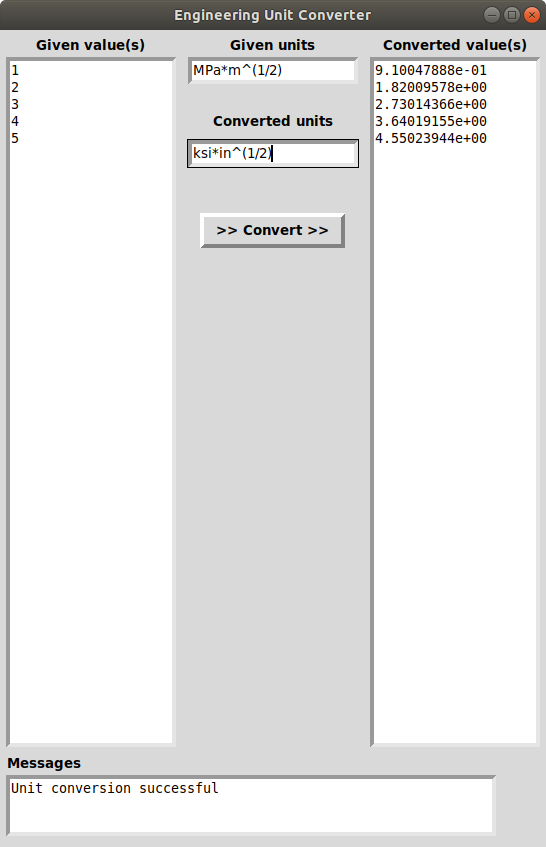 Engineering Unit Converter
Given value(s)
1
2
3
4
5
Given units
MPa*m^(1/2)
Converted units
ksi*in^(1/2)
>> Convert >>
Converted value(s)
9.10047888e-01
1.82009578e+00
2.73014366e+00
3.64019155e+00
4.55023944e+00
Messages
Unit conversion successful